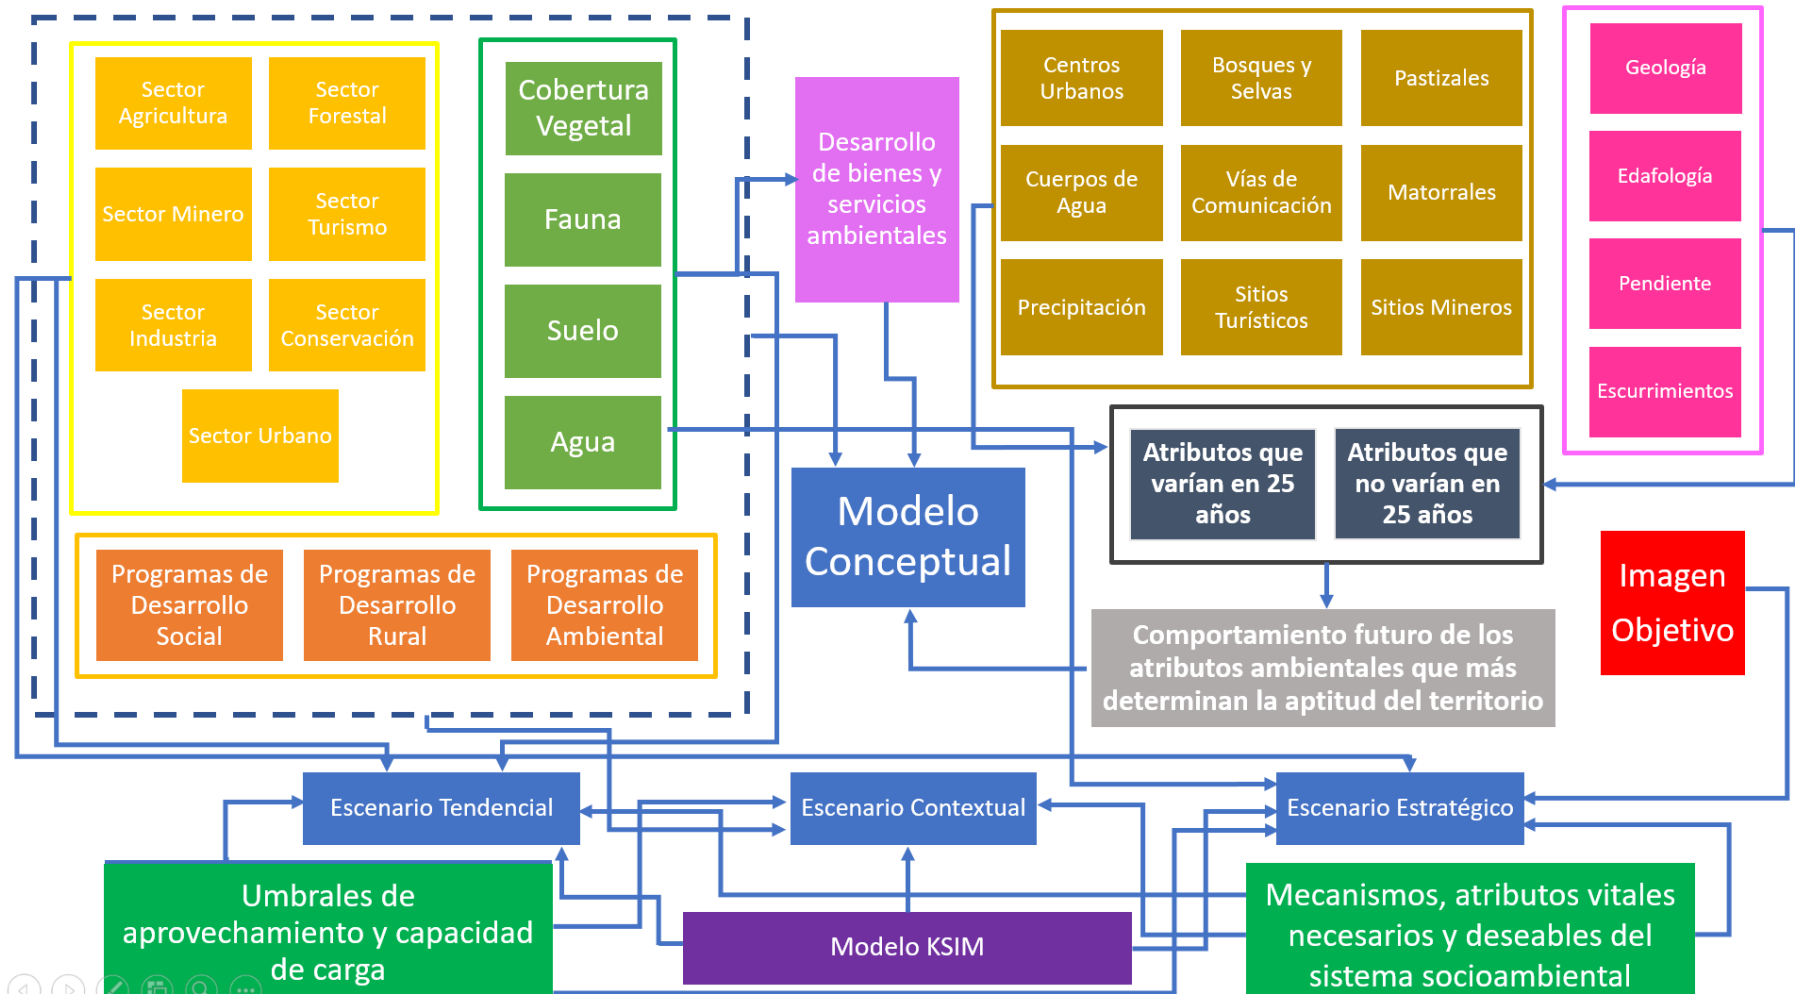 Sector
Agricultura
Sector
Forestal
Sector Minero
Sector
Turismo
Sector
Industria
Sector
Conservación
Sector Urbano
Cobertura
Vegetal
Fauna
Suelo
Agua
Programas de
Desarrollo
Social
Programas de
Desarrollo
Rural
Programas de
Desarrollo
Ambiental
Desarrollo
de bienes y
servicios
ambientales
Modelo
Conceptual
Centros
Urbanos
Bosques y
Selvas
Pastizales
Cuerpos de
Agua
Vías de
Comunicación
Matorrales
Precipitación
Sitios
Turísticos
Sitios Mineros
Geología
Edafología
Pendiente
Escurrimientos
Atributos que
varían en 25
años
Atributos que
no varían en
25 años
Comportamiento futuro de los
atributos ambientales que más
determinan la aptitud del territorio
Imagen
Objetivo
Escenario Tendencial
Escenario Contextual
Escenario Estratégico
Umbrales de
aprovechamiento y capacidad
de carga
Modelo KSIM
Mecanismos, atributos vitales
necesarios y deseables del
sistema socioambiental